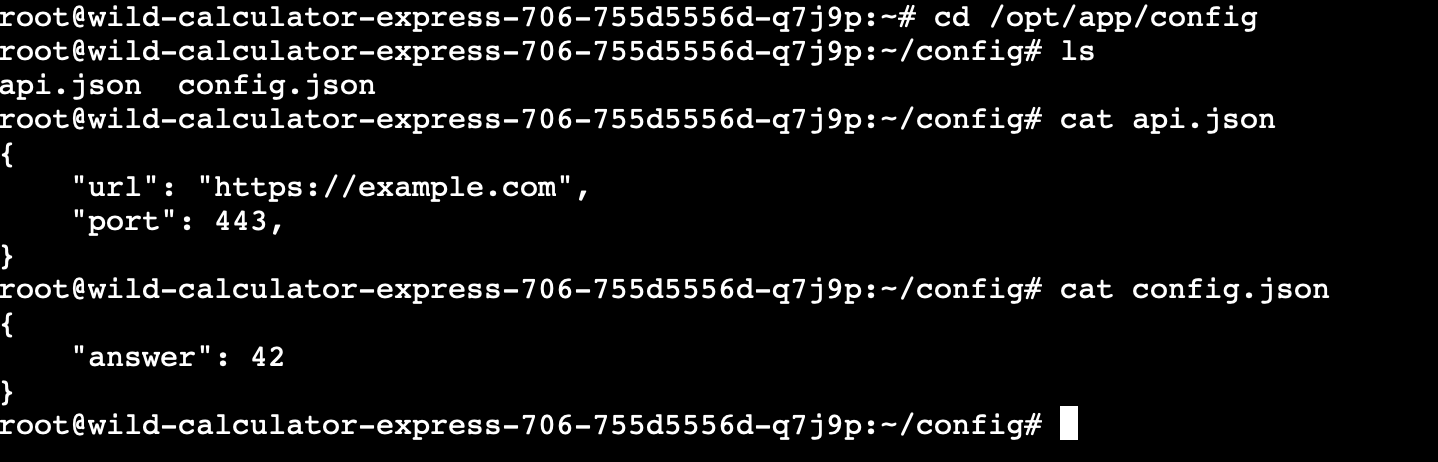 root@wild-calculator-express-706-755d5556d-q7j9p:~# cd /opt/app/config
root@wild-calculator-express-706-755d5556d-q7j9p:~/config# ls
api.json  config.json
root@wild-calculator-express-706-755d5556d-q7j9p:~/config# cat api.json
{
    "url": "https://example.com",
    "port": 443,
}
root@wild-calculator-express-706-755d5556d-q7j9p:~/config# cat config.json
{
    "answer": 42
}
root@wild-calculator-express-706-755d5556d-q7j9p:~/config#